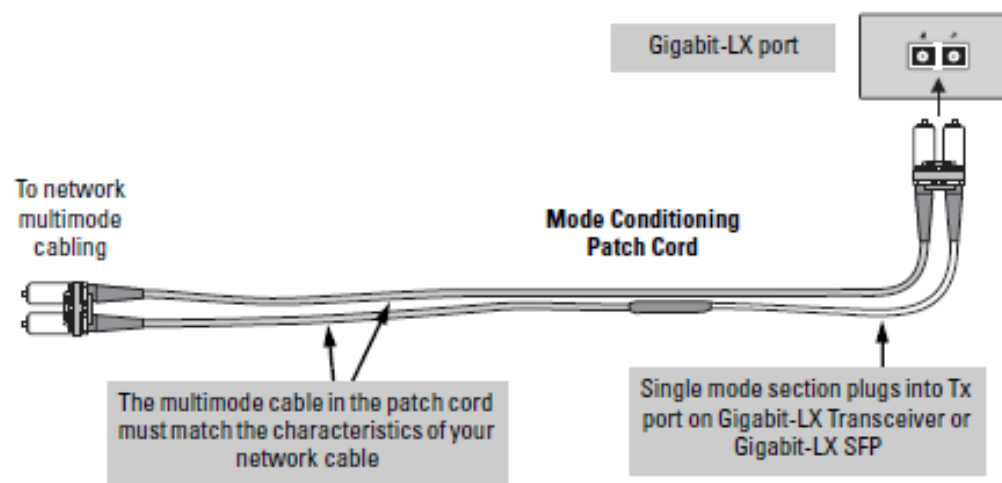 Gigabit-LX port
To network
multimode
cabling
Mode Conditioning
Patch Cord
The multimode cable in the patch cord
must match the characteristics of your
network cable
Single mode section plugs into Tx
port on Gigabit-LX Transceiver or
Gigabit-LX SFP